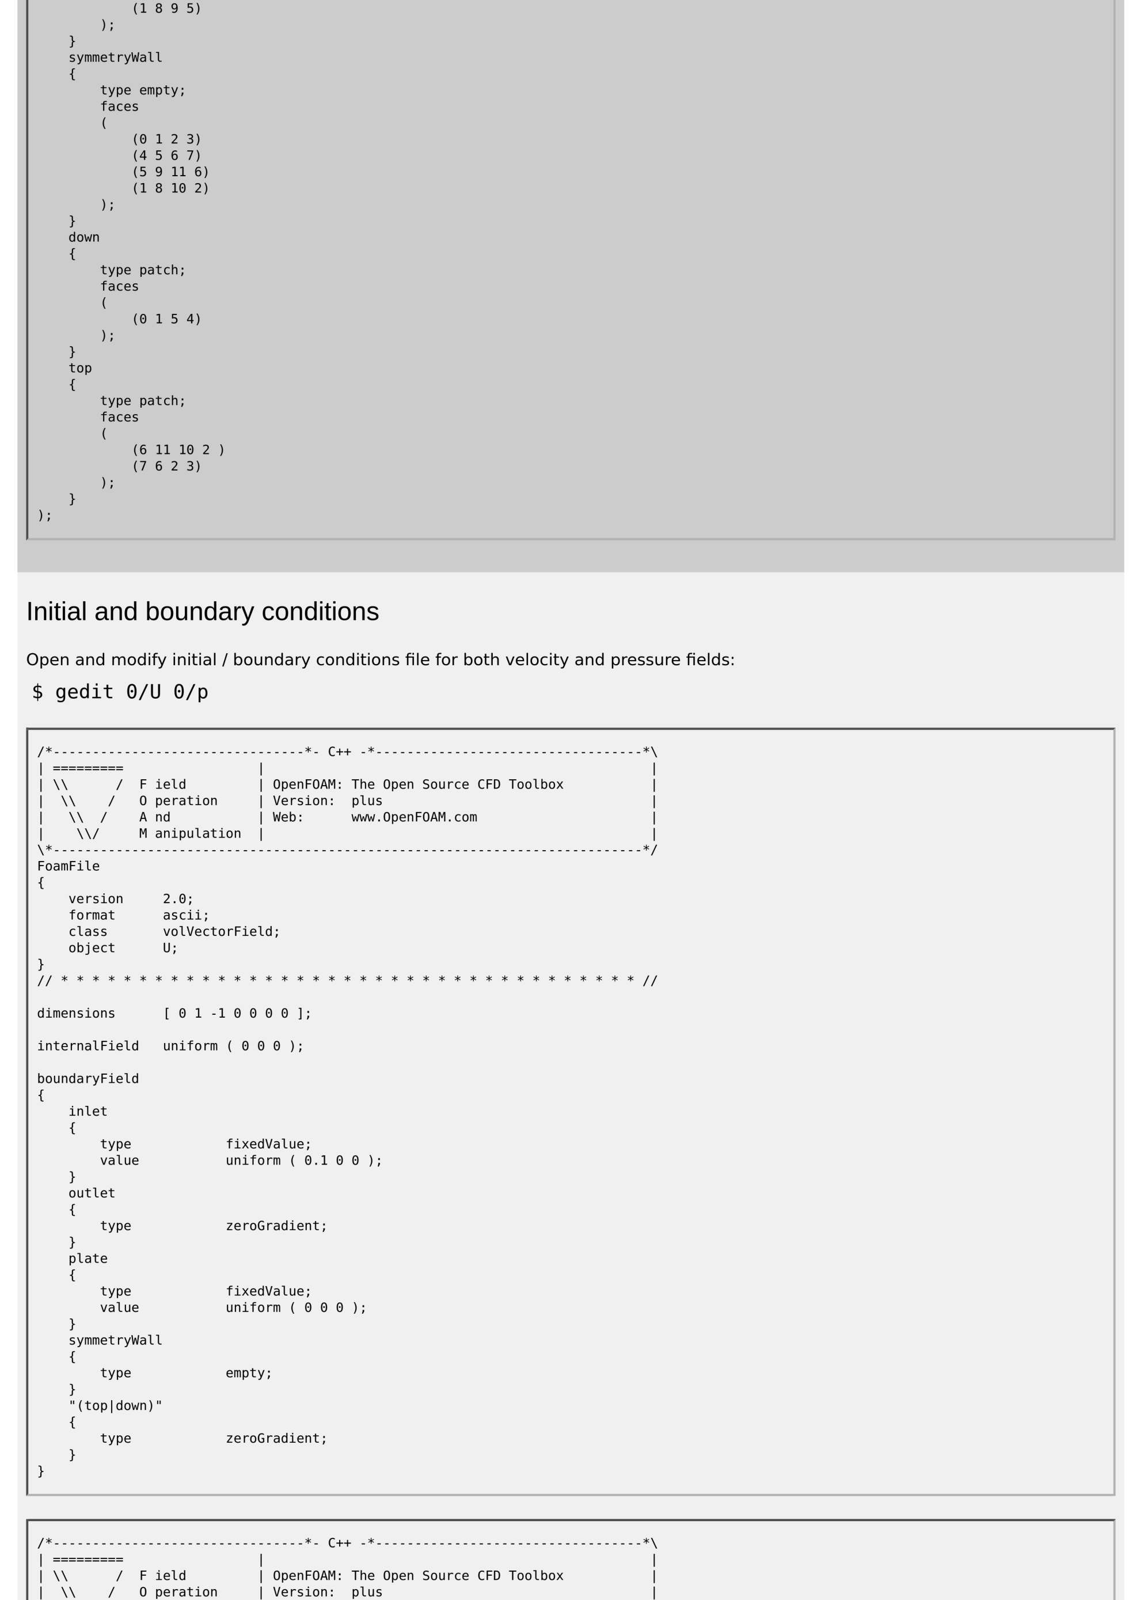 (1 8 9 5)
        );
    }
    symmetryWall
    {
        type empty;
        faces
        (
            (0 1 2 3)
            (4 5 6 7)
            (5 9 11 6)
            (1 8 10 2)
        );
    }
    down
    {
        type patch;
        faces
        (
            (0 1 5 4)
        );
    }
    top
    {
        type patch;
        faces
        (
            (6 11 10 2 )
            (7 6 2 3)
        );
    }
);
Initial and boundary conditions
Open and modify initial / boundary conditions file for both velocity and pressure fields:
$ gedit 0/U 0/p
/*--------------------------------*- C++ -*----------------------------------*\
| =========                 |                                                 |
| \\      /  F ield         | OpenFOAM: The Open Source CFD Toolbox           |
|  \\    /   O peration     | Version:  plus                                  |
|   \\  /    A nd           | Web:      www.OpenFOAM.com                      |
|    \\/     M anipulation  |                                                 |
\*---------------------------------------------------------------------------*/
FoamFile
{
    version     2.0;
    format      ascii;
    class       volVectorField;
    object      U;
}
// * * * * * * * * * * * * * * * * * * * * * * * * * * * * * * * * * * * * * //
dimensions      [ 0 1 -1 0 0 0 0 ];
internalField   uniform ( 0 0 0 );
boundaryField
{
    inlet
    {
        type            fixedValue;
        value           uniform ( 0.1 0 0 );
    }
    outlet
    {
        type            zeroGradient;
    }
    plate
    {
        type            fixedValue;
        value           uniform ( 0 0 0 );
    }
    symmetryWall
    {
        type            empty;
    }
    "(top|down)"
    {
        type            zeroGradient;
    }
}
/*--------------------------------*- C++ -*----------------------------------*\
| =========                 |                                                 |
| \\      /  F ield         | OpenFOAM: The Open Source CFD Toolbox           |
|  \\    /   O peration     | Version:  plus                                  |